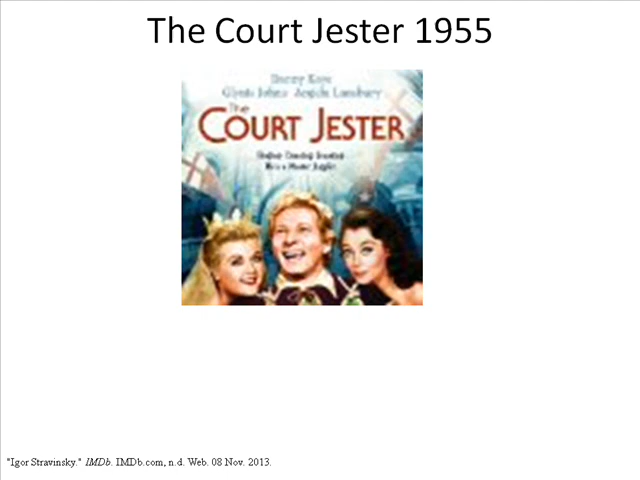 The Court Jester 1955
Danny Kaye
Glynis Johns Angela Lansbury
The
COURT JESTER
"Igor Stravinsky." IMDb. IMDb.com, n.d. Web. 08 Nov. 2013.